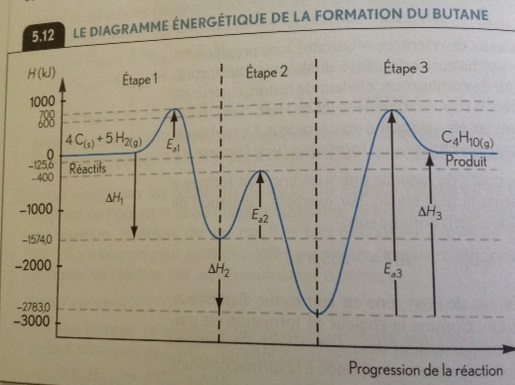 5.12 LE DIAGRAMME ÉNERGÉTIQUE DE LA FORMATION DU BUTANE
H (kJ)
Étape 1 Étape 2 Étape 3
1000
700
600
4 C(s) + 5 H2(g)
Ea1
C4H10(g)
0
Réactifs
Produit
-125,6
-400
ΔH1
Ea2
ΔH3
-1000
-1574,0
ΔH2
Ea3
-2000
-2783,0
-3000
Progression de la réaction